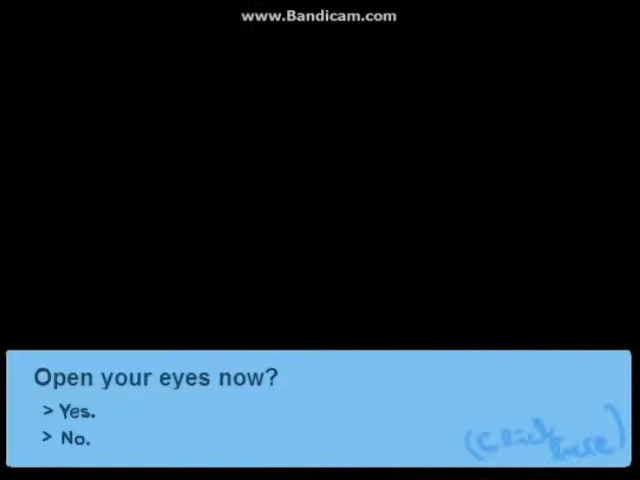 www.Bandicam.com
Open your eyes now?
> Yes.
> No.
(Click
here)